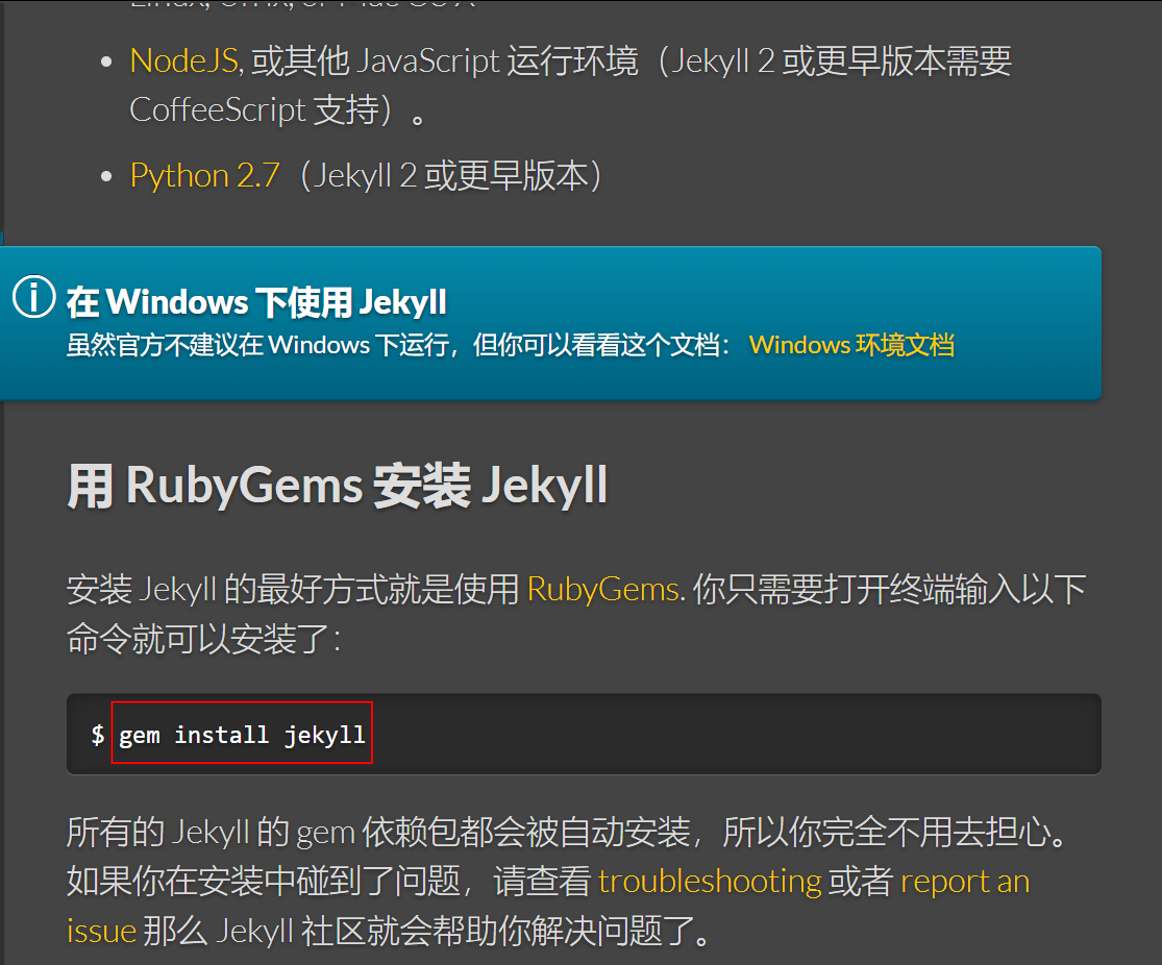 NodeJS, 或其他 JavaScript 运行环境（Jekyll 2 或更早版本需要
CoffeeScript 支持）。
Python 2.7（Jekyll 2 或更早版本）
在 Windows 下使用 Jekyll
虽然官方不建议在 Windows 下运行，但你可以看看这个文档： Windows 环境文档
用 RubyGems 安装 Jekyll
安装 Jekyll 的最好方式就是使用 RubyGems. 你只需要打开终端输入以下
命令就可以安装了：
$ gem install jekyll
所有的 Jekyll 的 gem 依赖包都会被自动安装，所以你完全不用去担心。
如果你在安装中碰到了问题，请查看 troubleshooting 或者 report an
issue 那么 Jekyll 社区就会帮助你解决问题了。